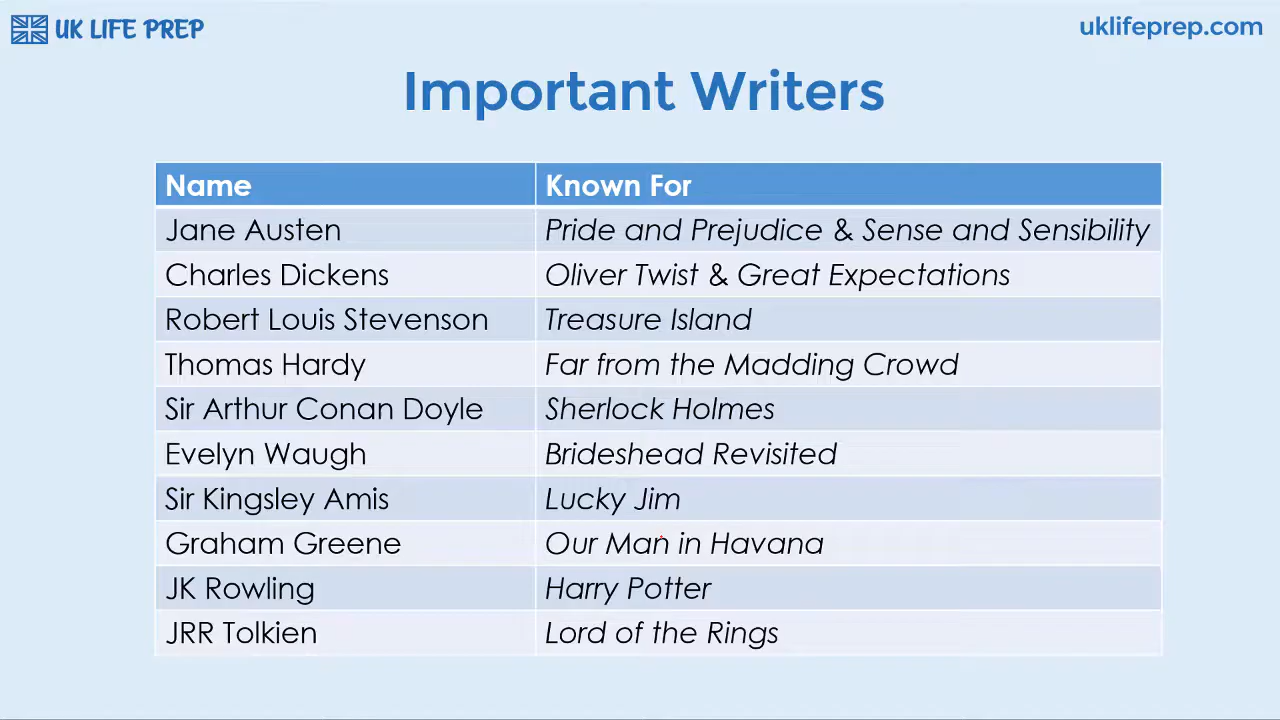 UK LIFE PREP
uklifeprep.com
Important Writers
Name Known For
Jane Austen Pride and Prejudice & Sense and Sensibility
Charles Dickens Oliver Twist & Great Expectations
Robert Louis Stevenson Treasure Island
Thomas Hardy Far from the Madding Crowd
Sir Arthur Conan Doyle Sherlock Holmes
Evelyn Waugh Brideshead Revisited
Sir Kingsley Amis Lucky Jim
Graham Greene Our Man in Havana
JK Rowling Harry Potter
JRR Tolkien Lord of the Rings